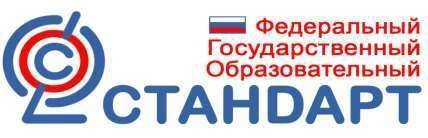 Федеральный
Государственный
Образовательный
СТАНДАРТ